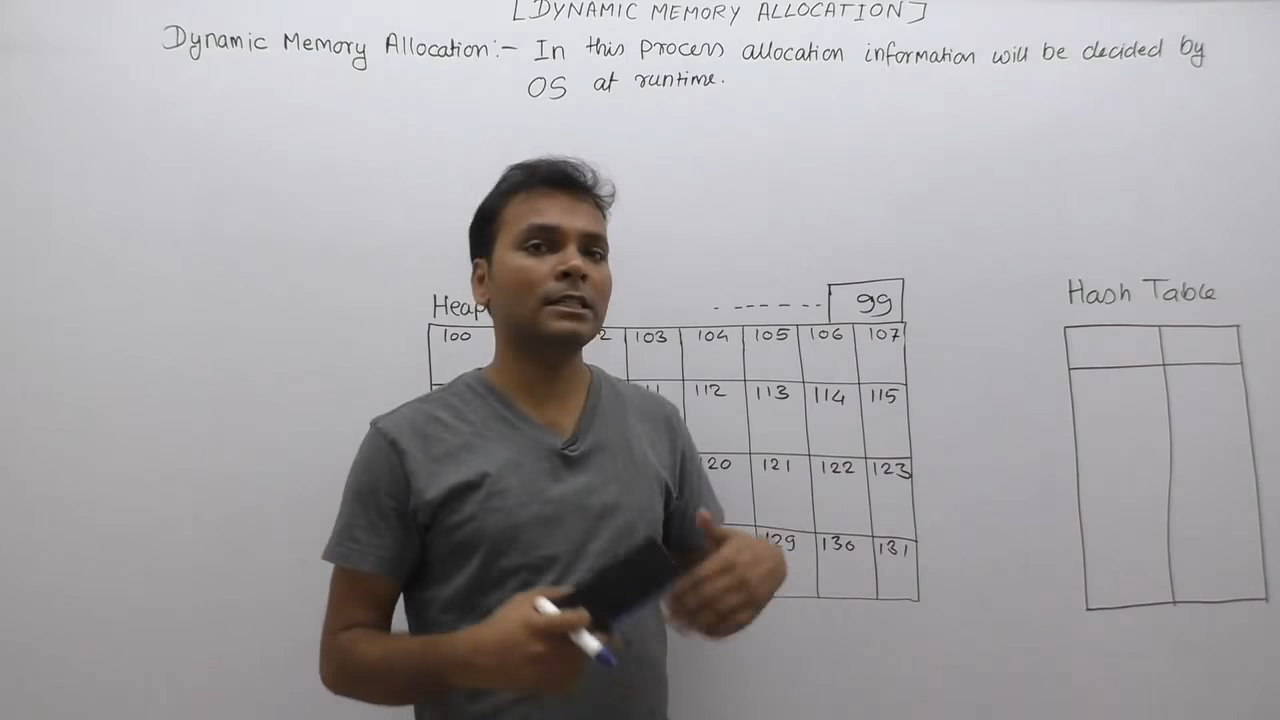 [DYNAMIC MEMORY ALLOCATION]
Dynamic Memory Allocation:- In this process allocation information will be decided by
OS at runtime.
Heap
99
Hash Table
100 2 103 104 105 106 107
112 113 114 115
120 121 122 123
129 130 131